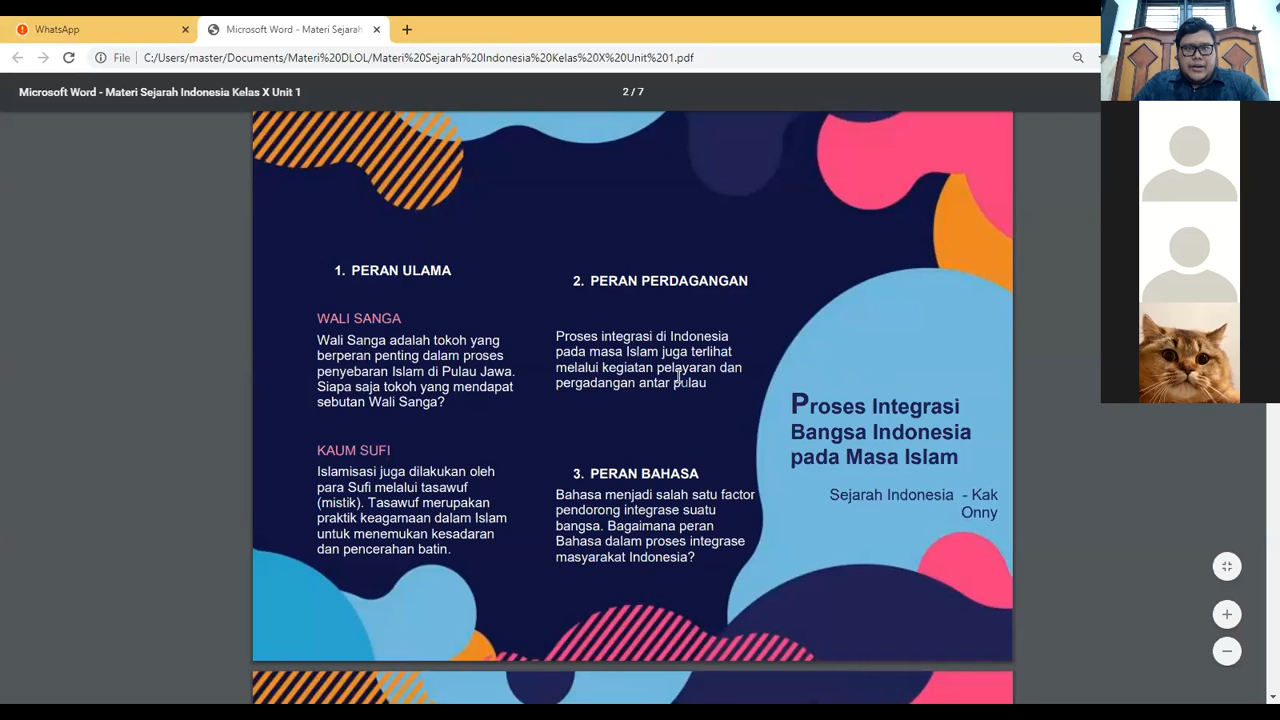 WhatsApp
Microsoft Word - Materi Sejarah
File
C:/Users/master/Documents/Materi%20DLOL/Materi%20Sejarah%20Indonesia%20Kelas%20X%20Unit%201.pdf
Microsoft Word - Materi Sejarah Indonesia Kelas X Unit 1
2 / 7
1. PERAN ULAMA
WALI SANGA
Wali Sanga adalah tokoh yang
berperan penting dalam proses
penyebaran Islam di Pulau Jawa.
Siapa saja tokoh yang mendapat
sebutan Wali Sanga?
KAUM SUFI
Islamisasi juga dilakukan oleh
para Sufi melalui tasawuf
(mistik). Tasawuf merupakan
praktik keagamaan dalam Islam
untuk menemukan kesadaran
dan pencerahan batin.
2. PERAN PERDAGANGAN
Proses integrasi di Indonesia
pada masa Islam juga terlihat
melalui kegiatan pelayaran dan
pergadangan antar pulau
3. PERAN BAHASA
Bahasa menjadi salah satu factor
pendorong integrase suatu
bangsa. Bagaimana peran
Bahasa dalam proses integrase
masyarakat Indonesia?
Proses Integrasi
Bangsa Indonesia
pada Masa Islam
Sejarah Indonesia - Kak
Onny